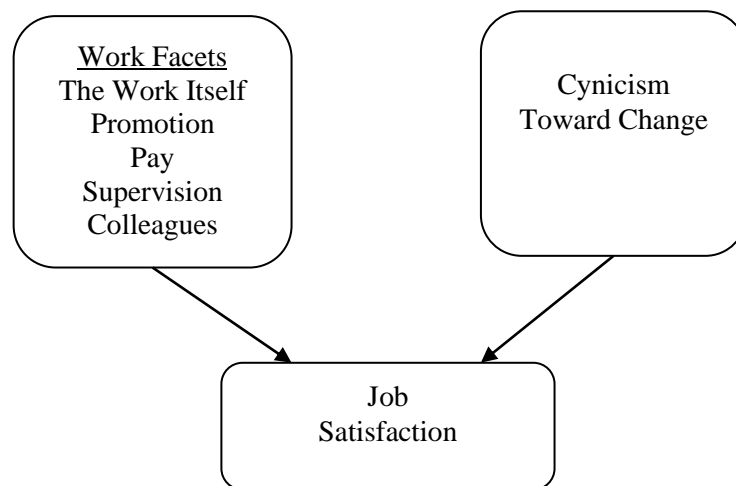 Work Facets
The Work Itself
Promotion
Pay
Supervision
Colleagues
Cynicism
Toward Change
Job
Satisfaction